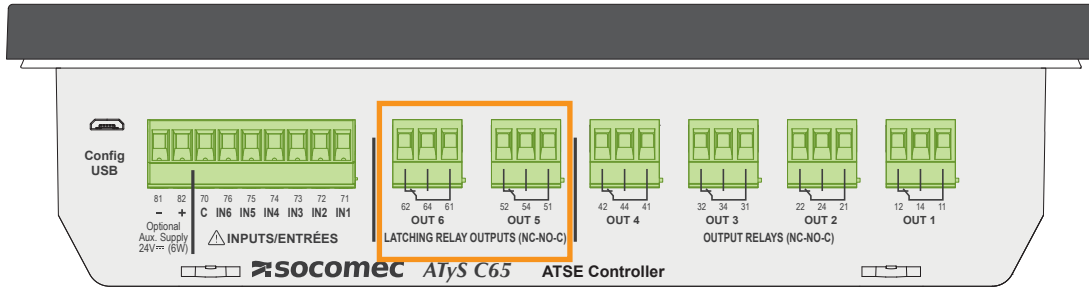 Config
USB
81 82 70 76 75 74 73 72 71
– + C IN6 IN5 IN4 IN3 IN2 IN1
Optional
Aux. Supply
24V⎓ (6W)
INPUTS/ENTRÉES
62 64 61
OUT 6
52 54 51
OUT 5
LATCHING RELAY OUTPUTS (NC-NO-C)
42 44 41
OUT 4
32 34 31
OUT 3
22 24 21
OUT 2
12 14 11
OUT 1
OUTPUT RELAYS (NC-NO-C)
socomec ATyS C65 ATSE Controller